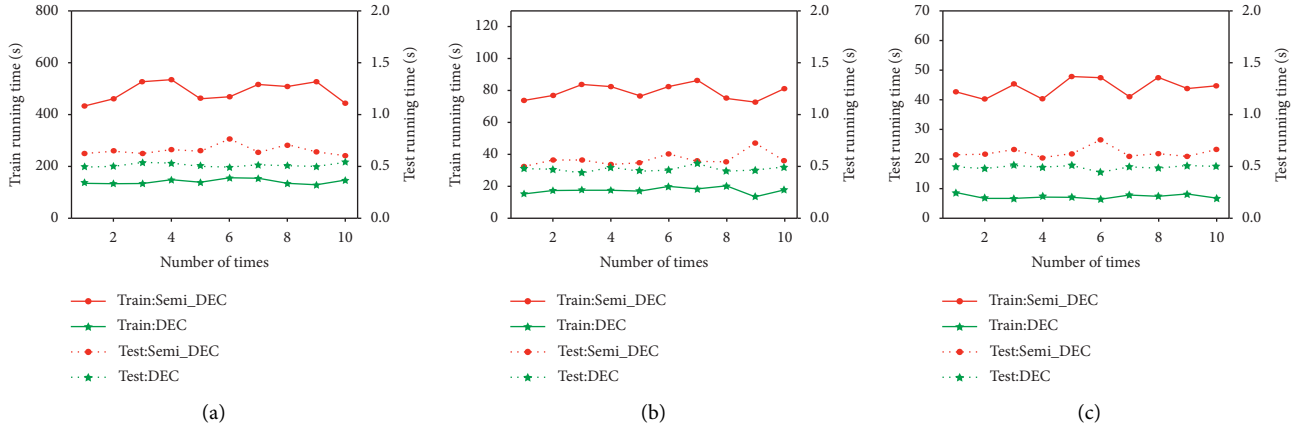 800
600
400
200
0
Train running time (s)
2.0
1.5
1.0
0.5
0.0
Test running time (s)
2 4 6 8 10
Number of times
Train:Semi_DEC
Train:DEC
Test:Semi_DEC
Test:DEC
(a)
120
100
80
60
40
20
0
Train running time (s)
2.0
1.5
1.0
0.5
0.0
Test running time (s)
2 4 6 8 10
Number of times
Train:Semi_DEC
Train:DEC
Test:Semi_DEC
Test:DEC
(b)
70
60
50
40
30
20
10
0
Train running time (s)
2.0
1.5
1.0
0.5
0.0
Test running time (s)
2 4 6 8 10
Number of times
Train:Semi_DEC
Train:DEC
Test:Semi_DEC
Test:DEC
(c)